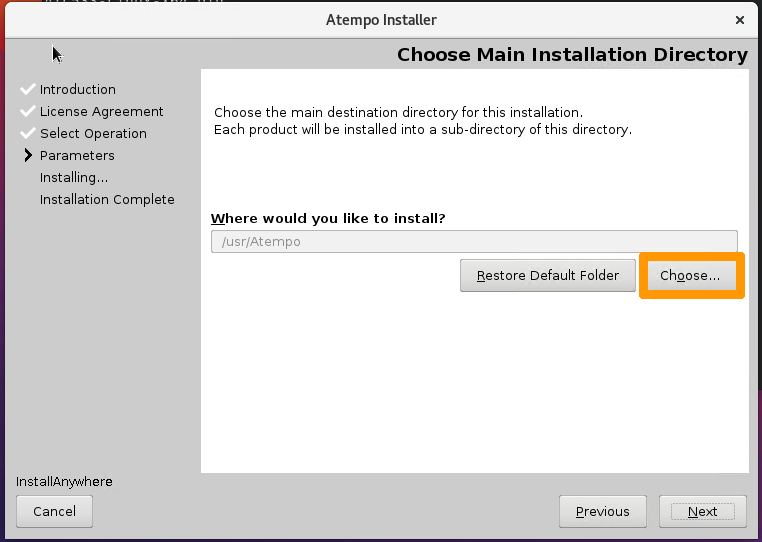 Atempo Installer
Choose Main Installation Directory
Introduction
License Agreement
Select Operation
Parameters
Installing...
Installation Complete
Choose the main destination directory for this installation.
Each product will be installed into a sub-directory of this directory.
Where would you like to install?
/usr/Atempo
Restore Default Folder
Choose...
InstallAnywhere
Cancel
Previous
Next